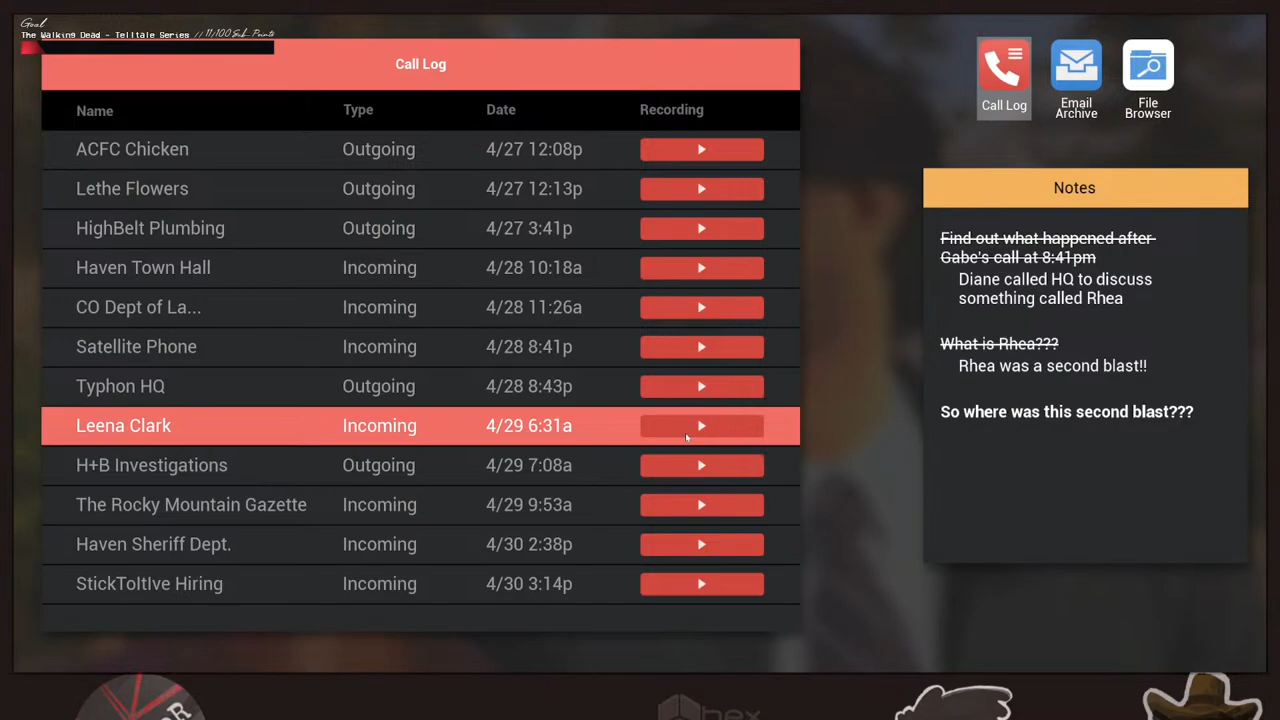 Goal
The Walking Dead - Telltale Series // 11/100 Sub Points
Call Log
Name Type Date Recording
ACFC Chicken Outgoing 4/27 12:08p
Lethe Flowers Outgoing 4/27 12:13p
HighBelt Plumbing Outgoing 4/27 3:41p
Haven Town Hall Incoming 4/28 10:18a
CO Dept of La... Incoming 4/28 11:26a
Satellite Phone Incoming 4/28 8:41p
Typhon HQ Outgoing 4/28 8:43p
Leena Clark Incoming 4/29 6:31a
H+B Investigations Outgoing 4/29 7:08a
The Rocky Mountain Gazette Incoming 4/29 9:53a
Haven Sheriff Dept. Incoming 4/30 2:38p
StickToItIve Hiring Incoming 4/30 3:14p
Call Log
Email
Archive
File
Browser
Notes
Find out what happened after
Gabe's call at 8:41pm
Diane called HQ to discuss
something called Rhea
What is Rhea???
Rhea was a second blast!!
So where was this second blast???
hex